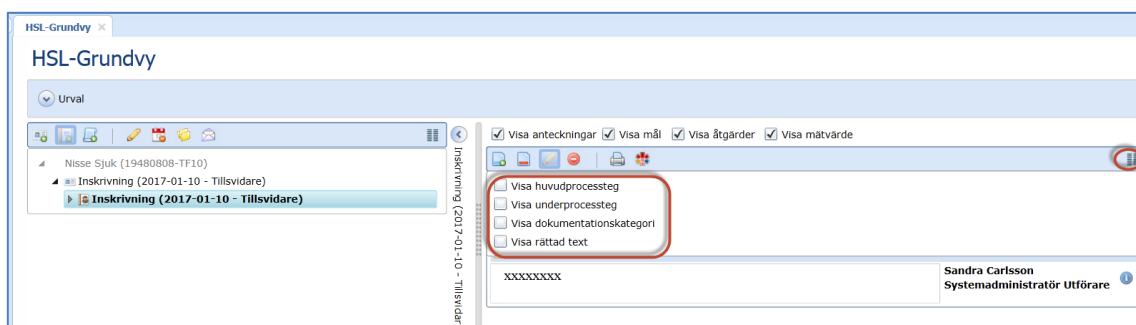 HSL-Grundvy
HSL-Grundvy
Urval
Nisse Sjuk (19480808-TF10)
Inskrivning (2017-01-10 - Tillsvidare)
Inskrivning (2017-01-10 - Tillsvidare)
Inskrivning (2017-01-10 - Tillsvidar
Visa anteckningar Visa mål Visa åtgärder Visa mätvärde
Visa huvudprocessteg
Visa underprocessteg
Visa dokumentationskategori
Visa rättad text
xxxxxxxx
Sandra Carlsson
Systemadministratör Utförare